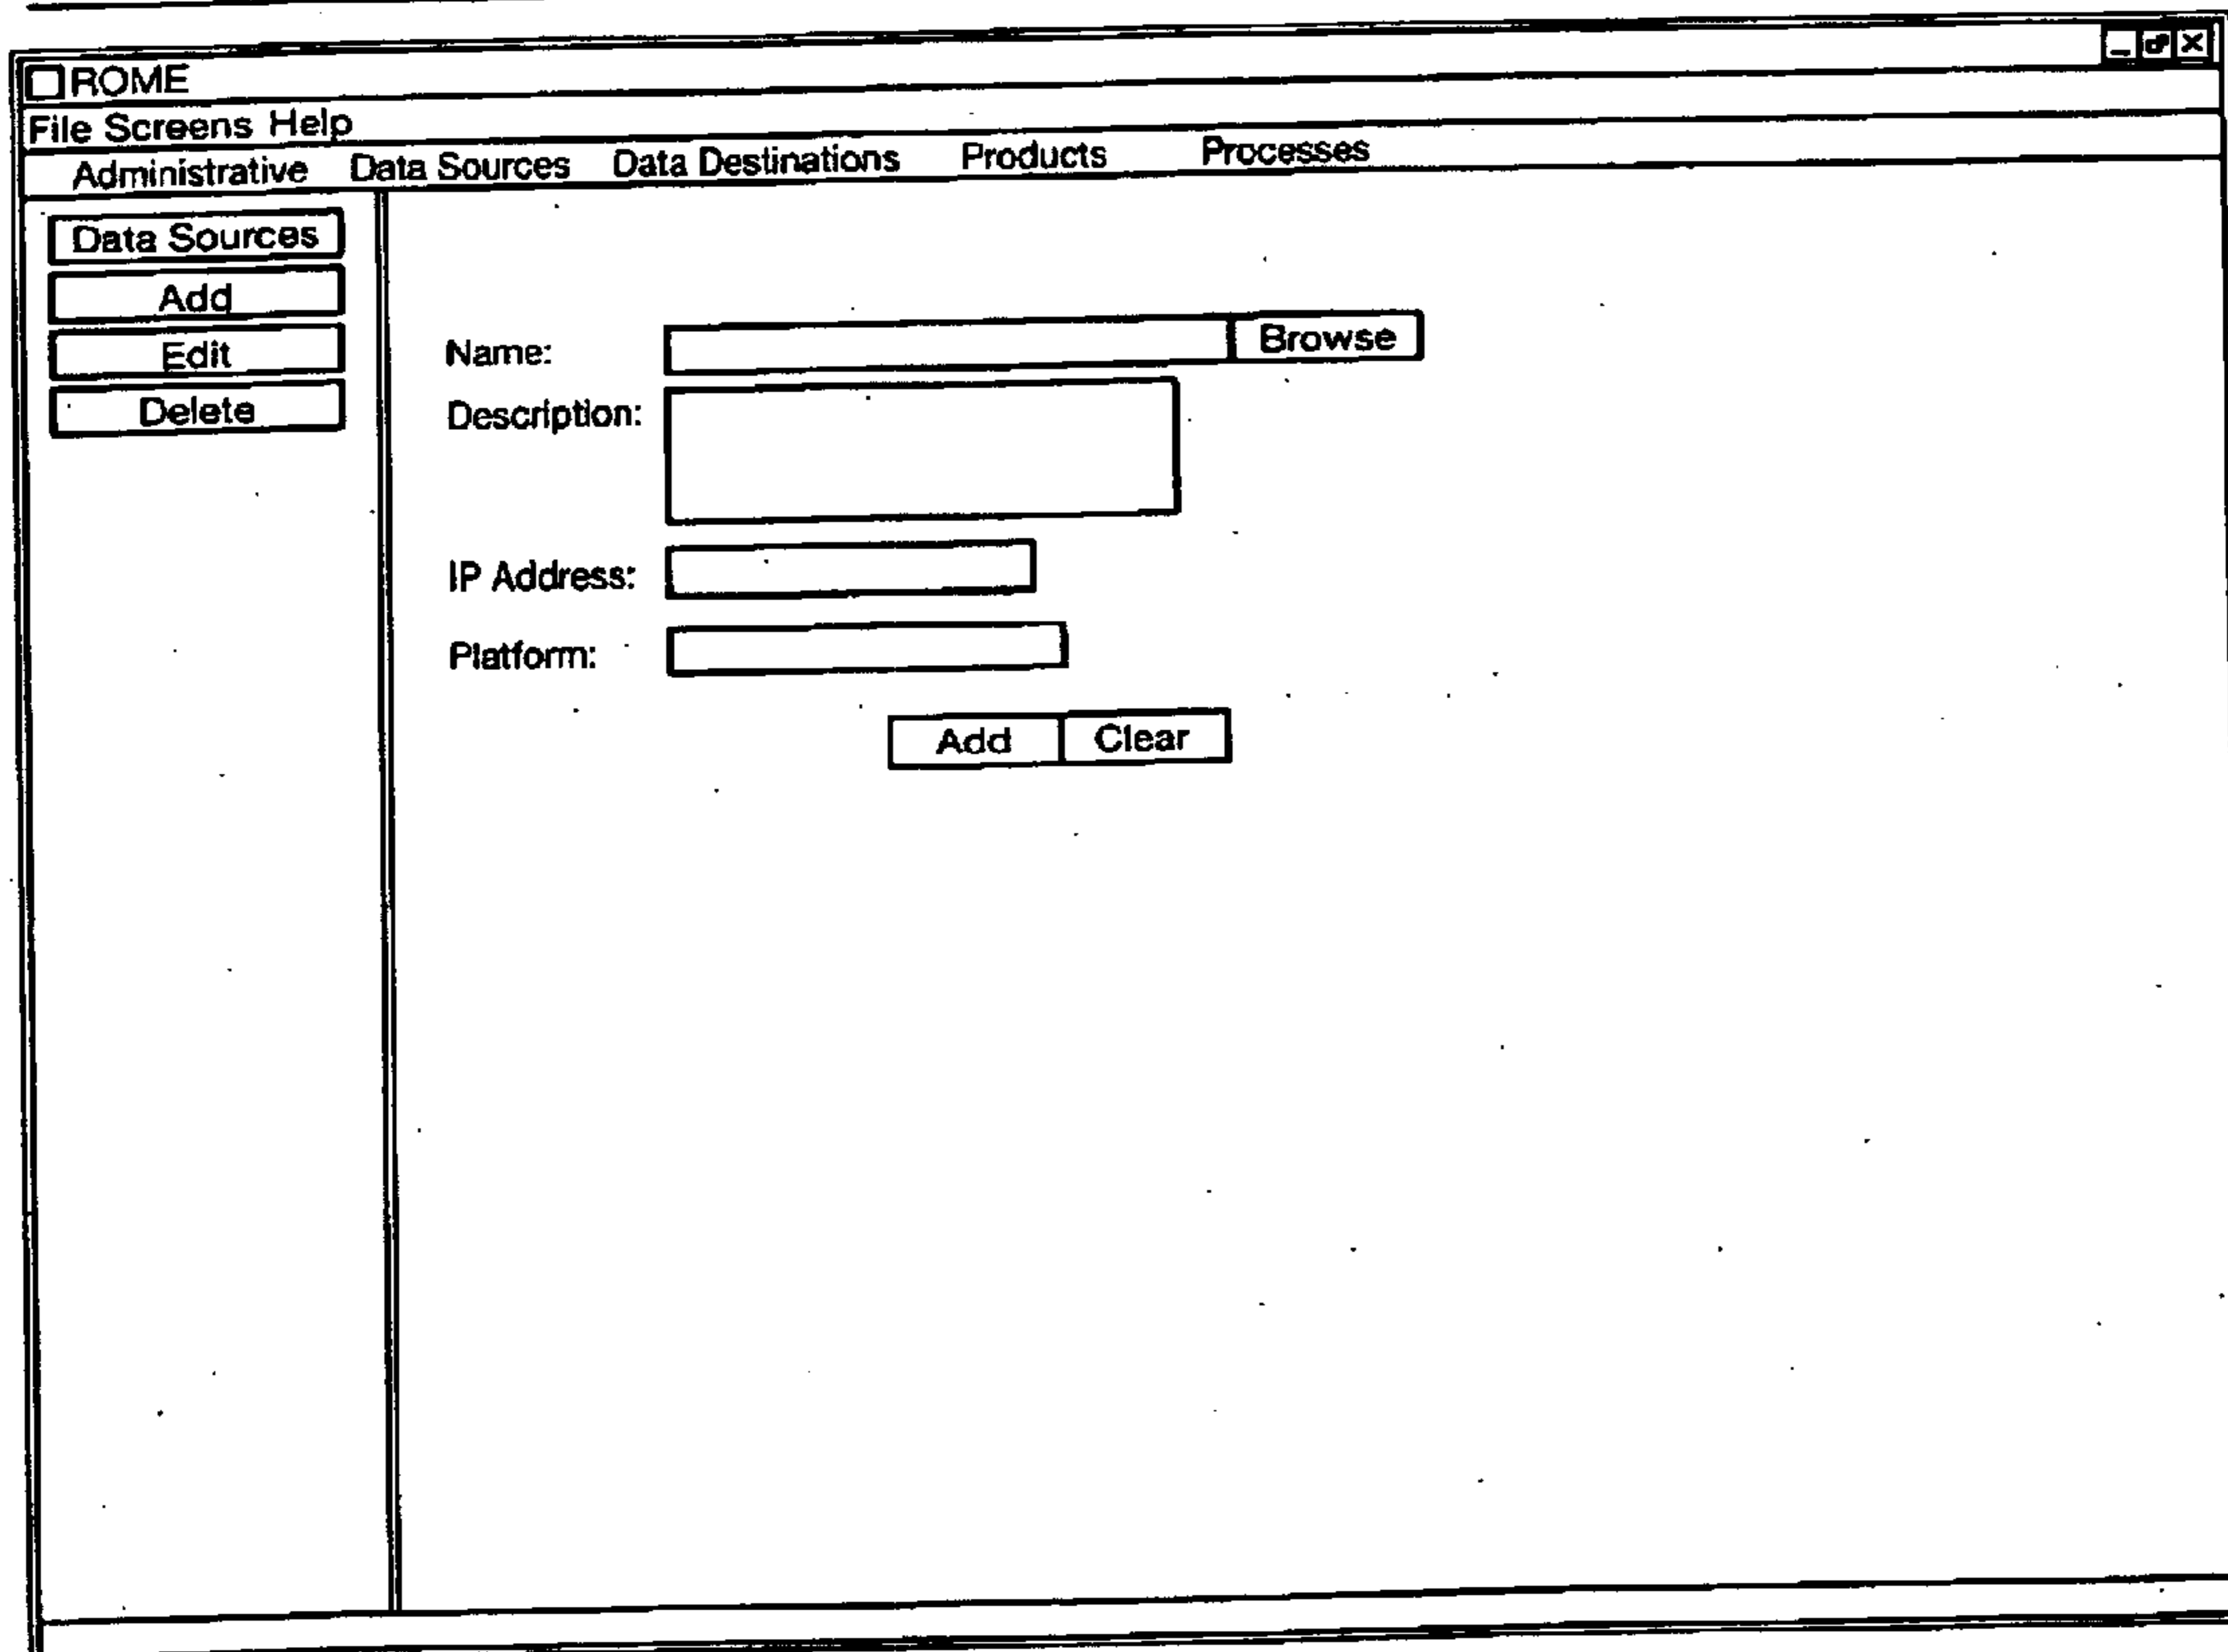 ROME
File Screens Help
Administrative Data Sources Data Destinations Products Processes
Data Sources
Add
Edit
Delete
Name: Browse
Description:
IP Address:
Platform:
Add Clear